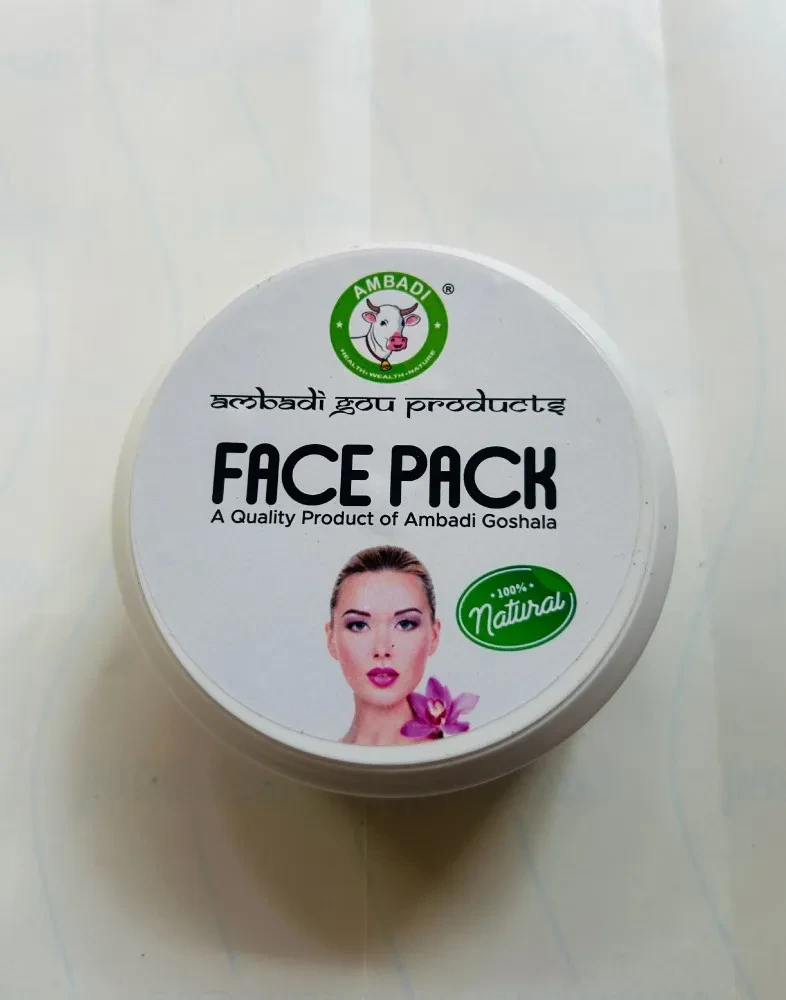 AMBADI ®
HEALTH • WEALTH • NATURE
ambadi gou products
FACE PACK
A Quality Product of Ambadi Goshala
100%
Natural